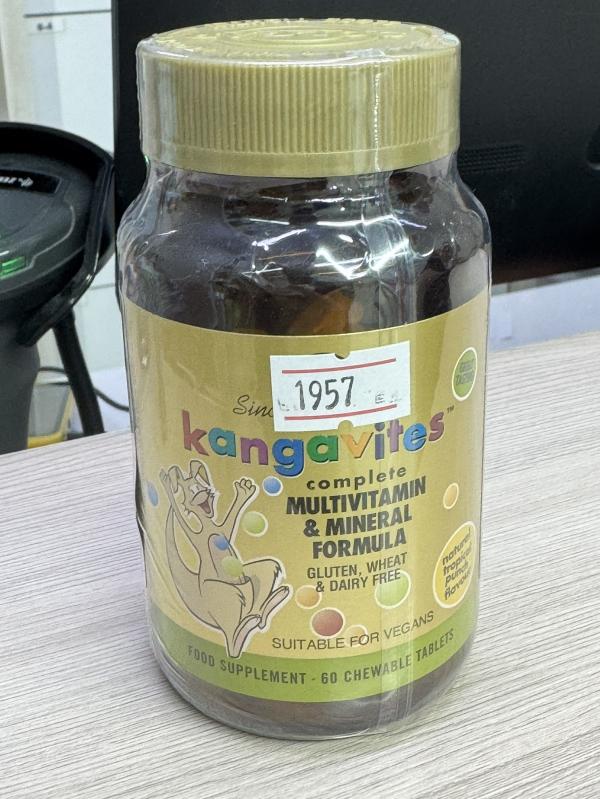 1957
kangavites™
complete
MULTIVITAMIN
& MINERAL
FORMULA
GLUTEN, WHEAT
& DAIRY FREE
natural
tropical
punch
flavour
SUITABLE FOR VEGANS
FOOD SUPPLEMENT - 60 CHEWABLE TABLETS